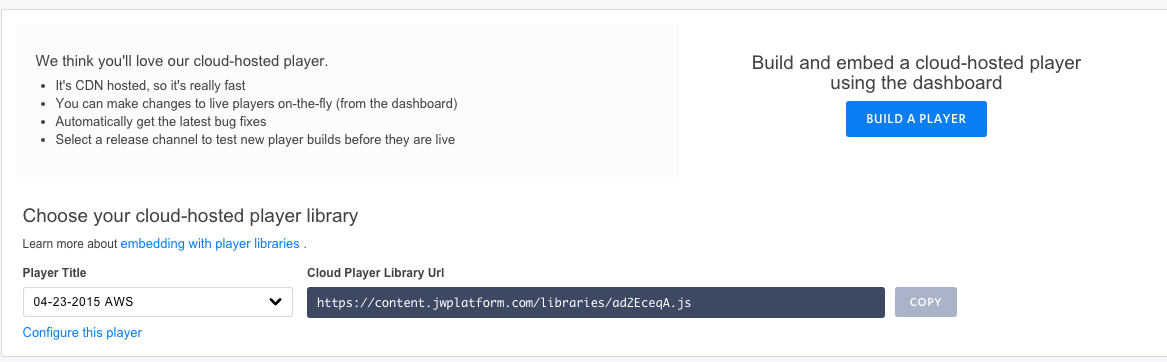 We think you'll love our cloud-hosted player.
It's CDN hosted, so it's really fast
You can make changes to live players on-the-fly (from the dashboard)
Automatically get the latest bug fixes
Select a release channel to test new player builds before they are live
Build and embed a cloud-hosted player
using the dashboard
BUILD A PLAYER
Choose your cloud-hosted player library
Learn more about embedding with player libraries .
Player Title
Cloud Player Library Url
04-23-2015 AWS
https://content.jwplatform.com/libraries/adZEceqA.js
COPY
Configure this player